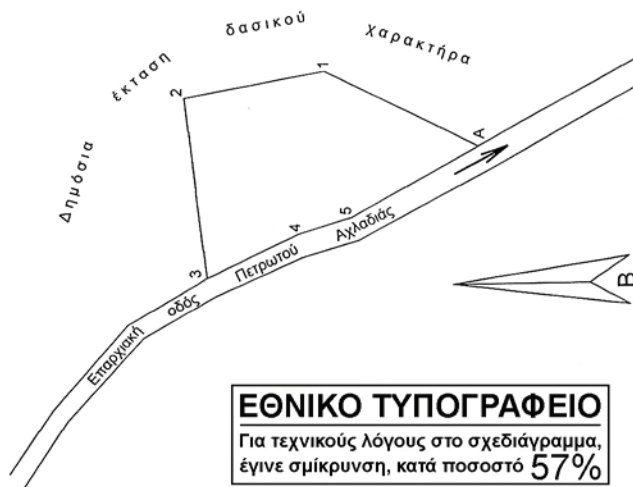 Δημόσια έκταση δασικού χαρακτήρα
1
2
Α
3
4
5
Επαρχιακή οδός Πετρωτού Αχλαδιάς
Β
ΕΘΝΙΚΟ ΤΥΠΟΓΡΑΦΕΙΟ
Για τεχνικούς λόγους στο σχεδιάγραμμα,
έγινε σμίκρυνση, κατά ποσοστό 57%